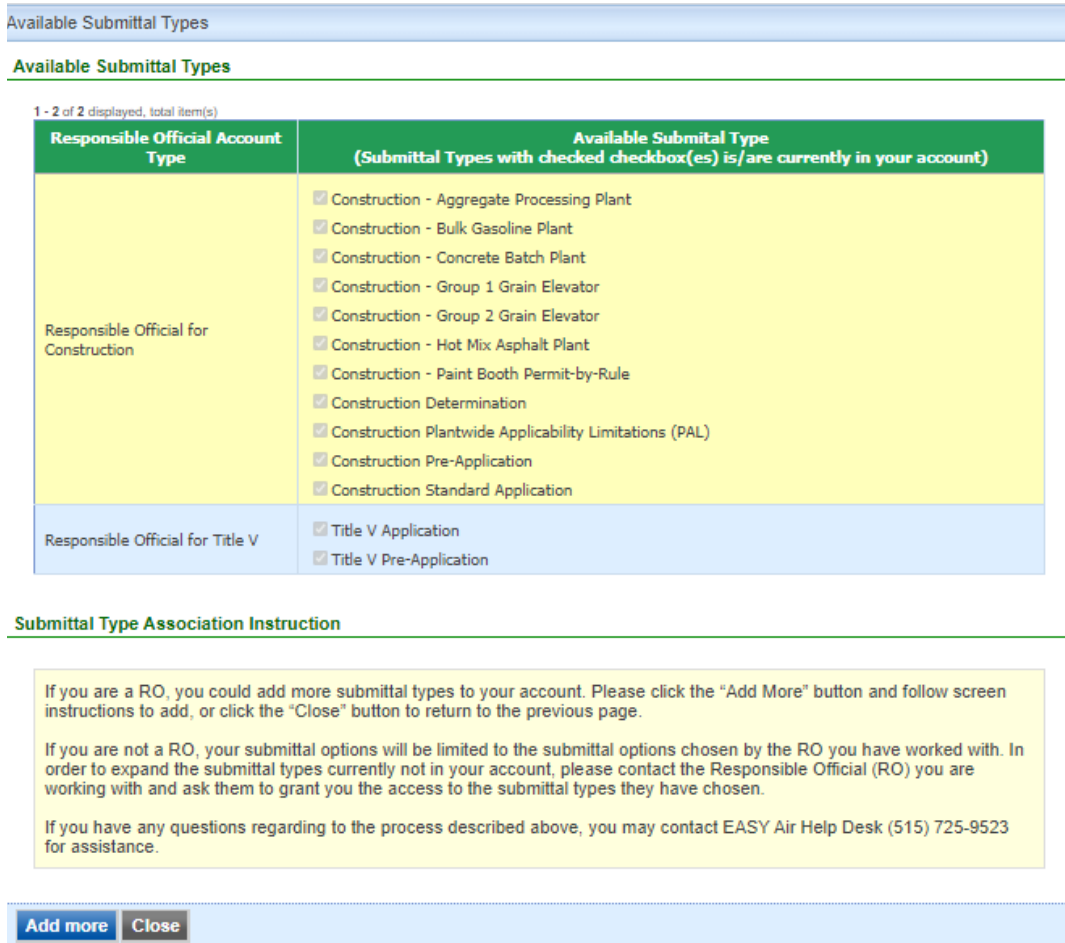 Available Submittal Types
Available Submittal Types
1 - 2 of 2 displayed, total item(s)
Responsible Official Account
Type
Available Submital Type
(Submittal Types with checked checkbox(es) is/are currently in your account)
Responsible Official for
Construction
Construction - Aggregate Processing Plant
Construction - Bulk Gasoline Plant
Construction - Concrete Batch Plant
Construction - Group 1 Grain Elevator
Construction - Group 2 Grain Elevator
Construction - Hot Mix Asphalt Plant
Construction - Paint Booth Permit-by-Rule
Construction Determination
Construction Plantwide Applicability Limitations (PAL)
Construction Pre-Application
Construction Standard Application
Responsible Official for Title V
Title V Application
Title V Pre-Application
Submittal Type Association Instruction
If you are a RO, you could add more submittal types to your account. Please click the “Add More” button and follow screen
instructions to add, or click the “Close” button to return to the previous page.
If you are not a RO, your submittal options will be limited to the submittal options chosen by the RO you have worked with. In
order to expand the submittal types currently not in your account, please contact the Responsible Official (RO) you are
working with and ask them to grant you the access to the submittal types they have chosen.
If you have any questions regarding to the process described above, you may contact EASY Air Help Desk (515) 725-9523
for assistance.
Add more Close